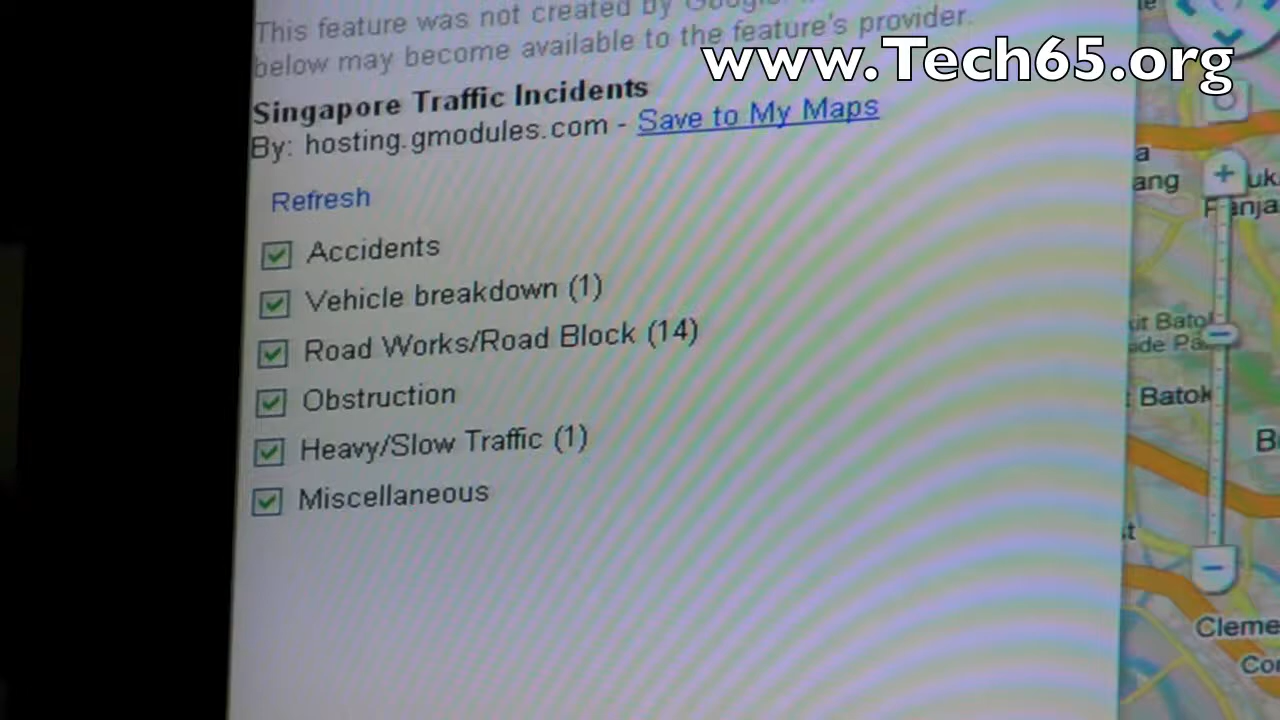 This feature was not created by Google.
below may become available to the feature's provider.
www.Tech65.org
Singapore Traffic Incidents
By: hosting.gmodules.com - Save to My Maps
Refresh
Accidents
Vehicle breakdown (1)
Road Works/Road Block (14)
Obstruction
Heavy/Slow Traffic (1)
Miscellaneous
ang
Batok